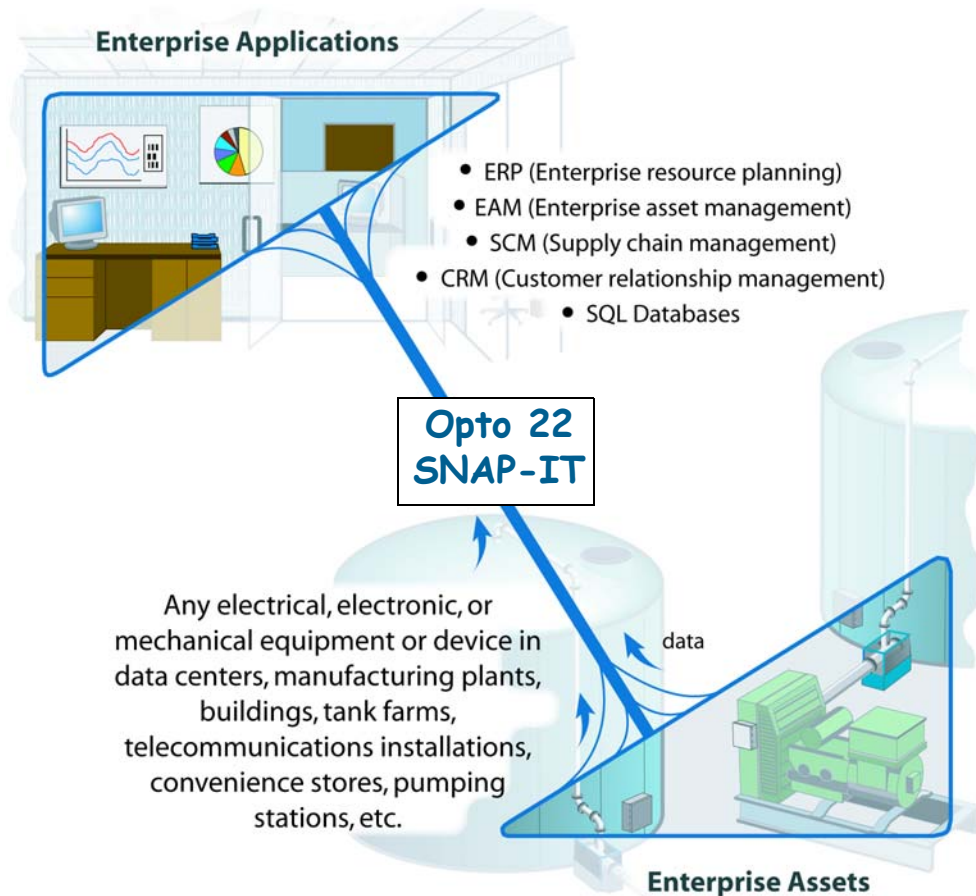 Enterprise Applications
• ERP (Enterprise resource planning)
• EAM (Enterprise asset management)
• SCM (Supply chain management)
• CRM (Customer relationship management)
• SQL Databases
Opto 22
SNAP-IT
Any electrical, electronic, or
mechanical equipment or device in
data centers, manufacturing plants,
buildings, tank farms,
telecommunications installations,
convenience stores, pumping
stations, etc.
data
Enterprise Assets